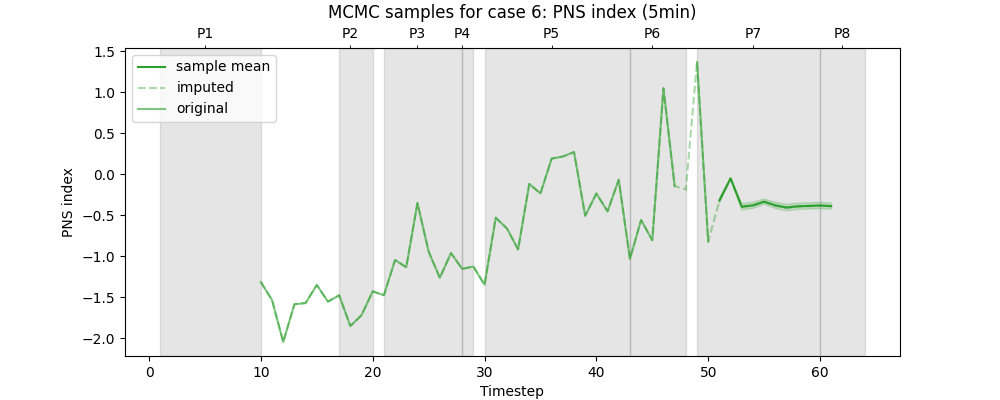 MCMC samples for case 6: PNS index (5min)
P1 P2 P3 P4 P5 P6 P7 P8
sample mean
imputed
original
PNS index
1.5
1.0
0.5
0.0
−0.5
−1.0
−1.5
−2.0
0 10 20 30 40 50 60
Timestep